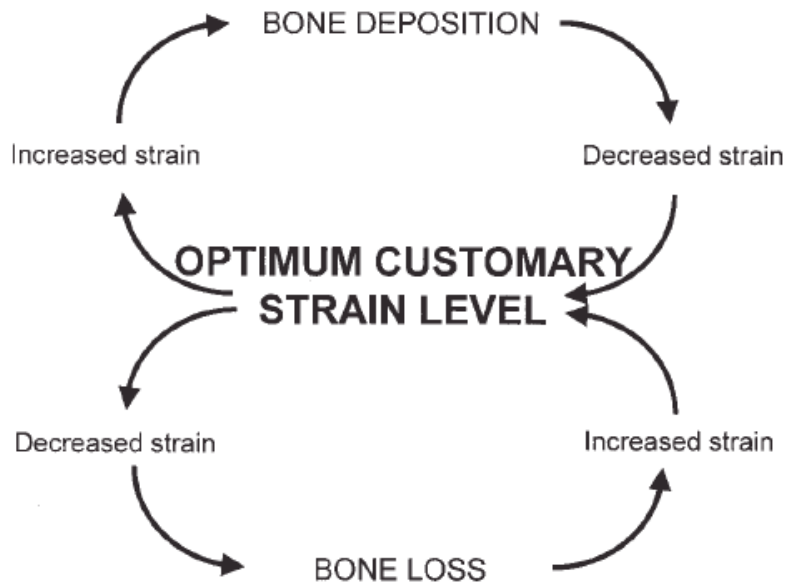 BONE DEPOSITION
Increased strain
Decreased strain
OPTIMUM CUSTOMARY
STRAIN LEVEL
Decreased strain
Increased strain
BONE LOSS